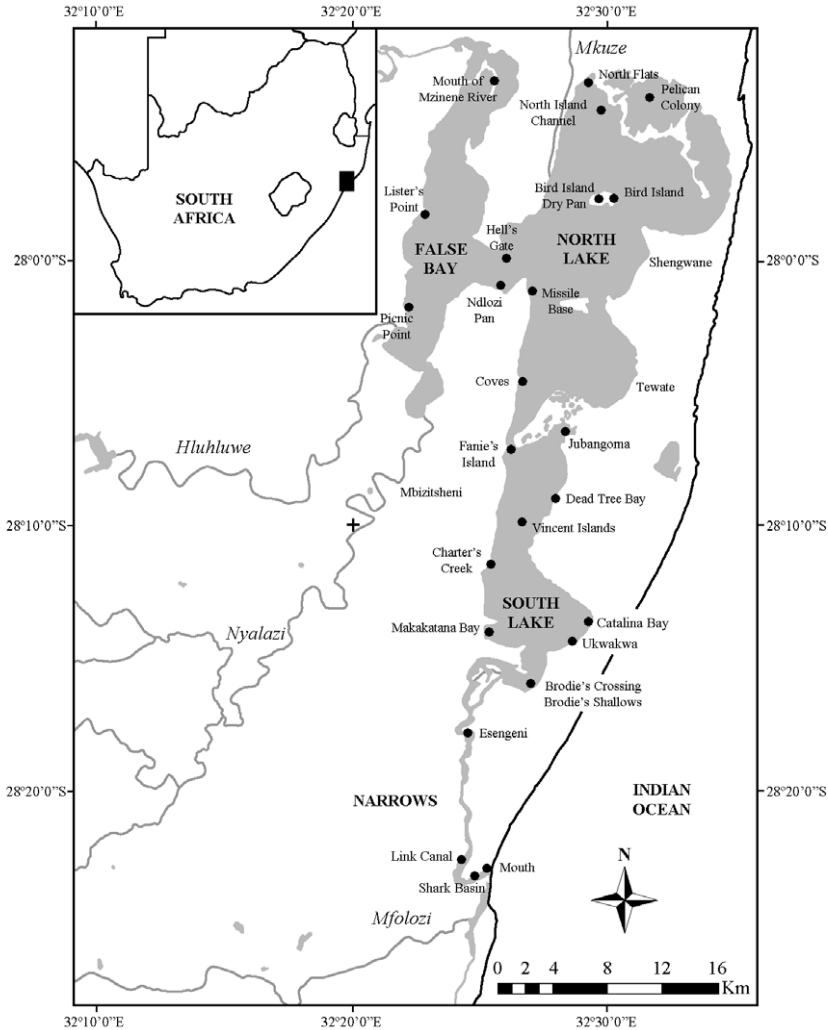 32°10'0"E
32°20'0"E
32°30'0"E
Mkuze
North Flats
Mouth of
Mzinene River
Pelican
Colony
North Island
Channel
SOUTH
AFRICA
Lister's
Point
Bird Island
Dry Pan
Bird Island
Hell's
Gate
FALSE
BAY
NORTH
LAKE
28°0'0"S
28°0'0"S
Shengwane
Ndlozi
Pan
Missile
Base
Picnic
Point
Coves
Tewate
Hluhluwe
Fanie's
Island
Jubangoma
Mbizitsheni
Dead Tree Bay
28°10'0"S
28°10'0"S
Vincent Islands
Charter's
Creek
SOUTH
LAKE
Catalina Bay
Makakatana Bay
Nyalazi
Ukwakwa
Brodie's Crossing
Brodie's Shallows
Esengeni
28°20'0"S
28°20'0"S
NARROWS
INDIAN
OCEAN
Link Canal
Mouth
Shark Basin
N
Mfolozi
0 2 4 8 12 16
Km
32°10'0"E
32°20'0"E
32°30'0"E